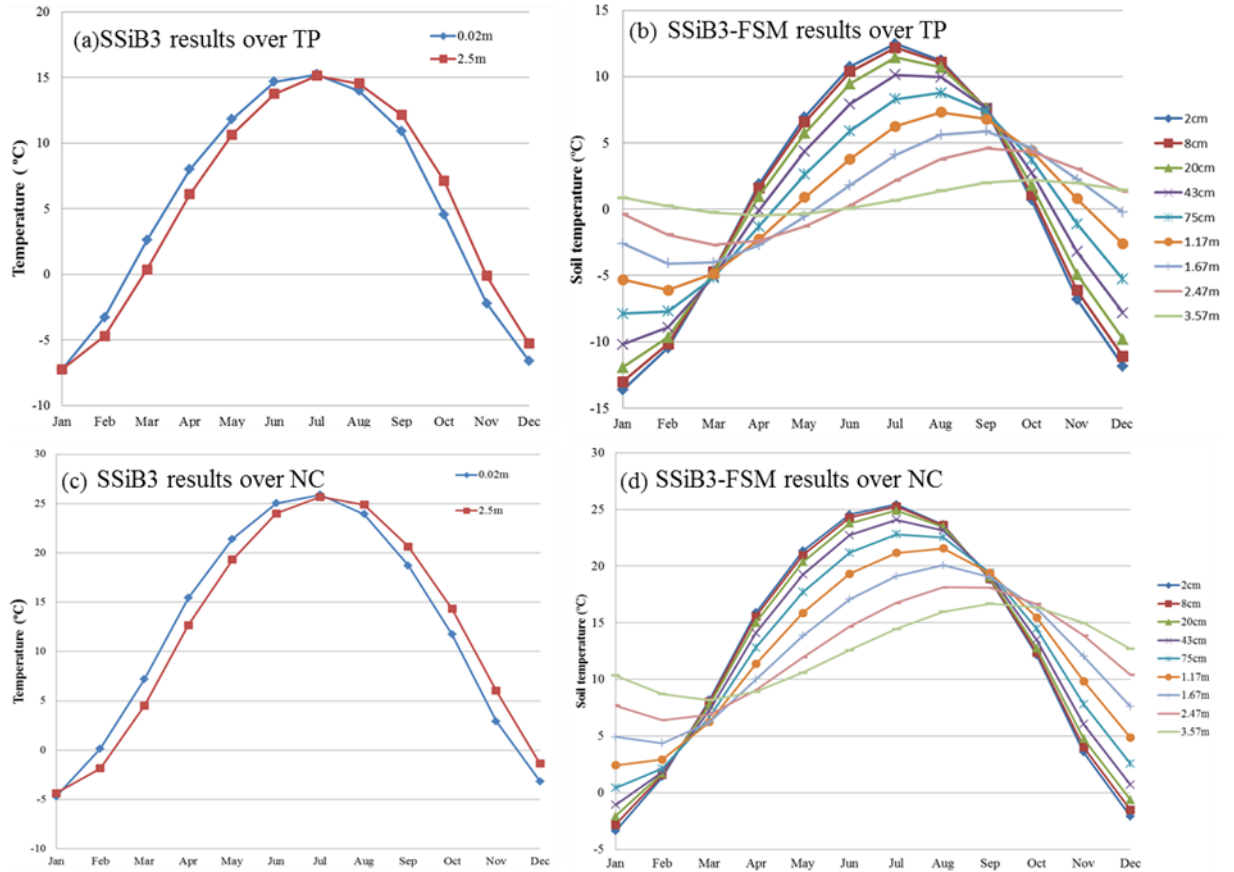 (a)SSiB3 results over TP
0.02m
2.5m
Temperature (°C)
20
15
10
5
0
-5
-10
Jan Feb Mar Apr May Jun Jul Aug Sep Oct Nov Dec
(b) SSiB3-FSM results over TP
Soil temperature (°C)
15
10
5
0
-5
-10
-15
Jan Feb Mar Apr May Jun Jul Aug Sep Oct Nov Dec
2cm
8cm
20cm
43cm
75cm
1.17m
1.67m
2.47m
3.57m
(c) SSiB3 results over NC
0.02m
2.5m
Temperature (°C)
30
25
20
15
10
5
0
-5
-10
Jan Feb Mar Apr May Jun Jul Aug Sep Oct Nov Dec
(d) SSiB3-FSM results over NC
Soil temperature (°C)
30
25
20
15
10
5
0
-5
Jan Feb Mar Apr May Jun Jul Aug Sep Oct Nov Dec
2cm
8cm
20cm
43cm
75cm
1.17m
1.67m
2.47m
3.57m